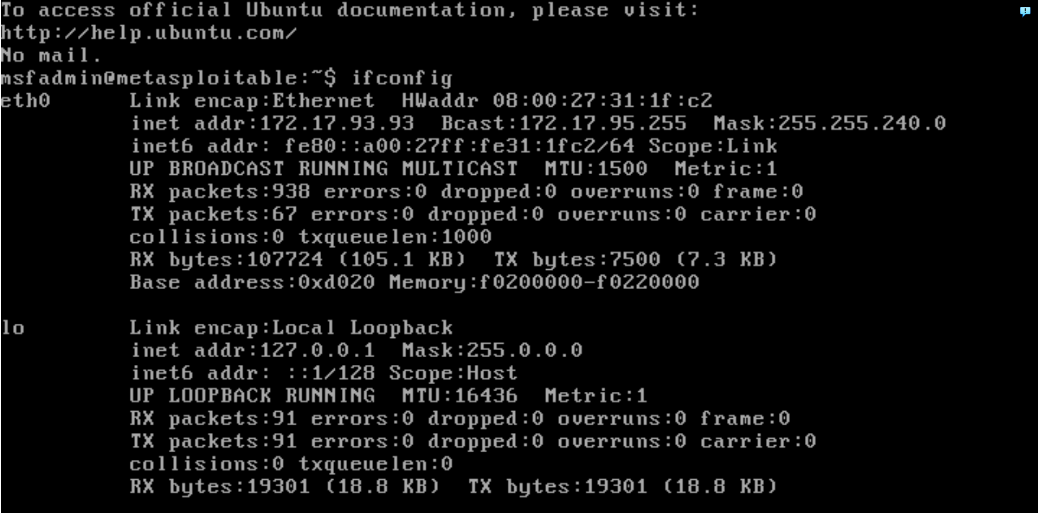 To access official Ubuntu documentation, please visit:
http://help.ubuntu.com/
No mail.
msfadmin@metasploitable:~$ ifconfig
eth0      Link encap:Ethernet  HWaddr 08:00:27:31:1f:c2
          inet addr:172.17.93.93  Bcast:172.17.95.255  Mask:255.255.240.0
          inet6 addr: fe80::a00:27ff:fe31:1fc2/64 Scope:Link
          UP BROADCAST RUNNING MULTICAST  MTU:1500  Metric:1
          RX packets:938 errors:0 dropped:0 overruns:0 frame:0
          TX packets:67 errors:0 dropped:0 overruns:0 carrier:0
          collisions:0 txqueuelen:1000
          RX bytes:107724 (105.1 KB)  TX bytes:7500 (7.3 KB)
          Base address:0xd020 Memory:f0200000-f0220000

lo        Link encap:Local Loopback
          inet addr:127.0.0.1  Mask:255.0.0.0
          inet6 addr: ::1/128 Scope:Host
          UP LOOPBACK RUNNING  MTU:16436  Metric:1
          RX packets:91 errors:0 dropped:0 overruns:0 frame:0
          TX packets:91 errors:0 dropped:0 overruns:0 carrier:0
          collisions:0 txqueuelen:0
          RX bytes:19301 (18.8 KB)  TX bytes:19301 (18.8 KB)